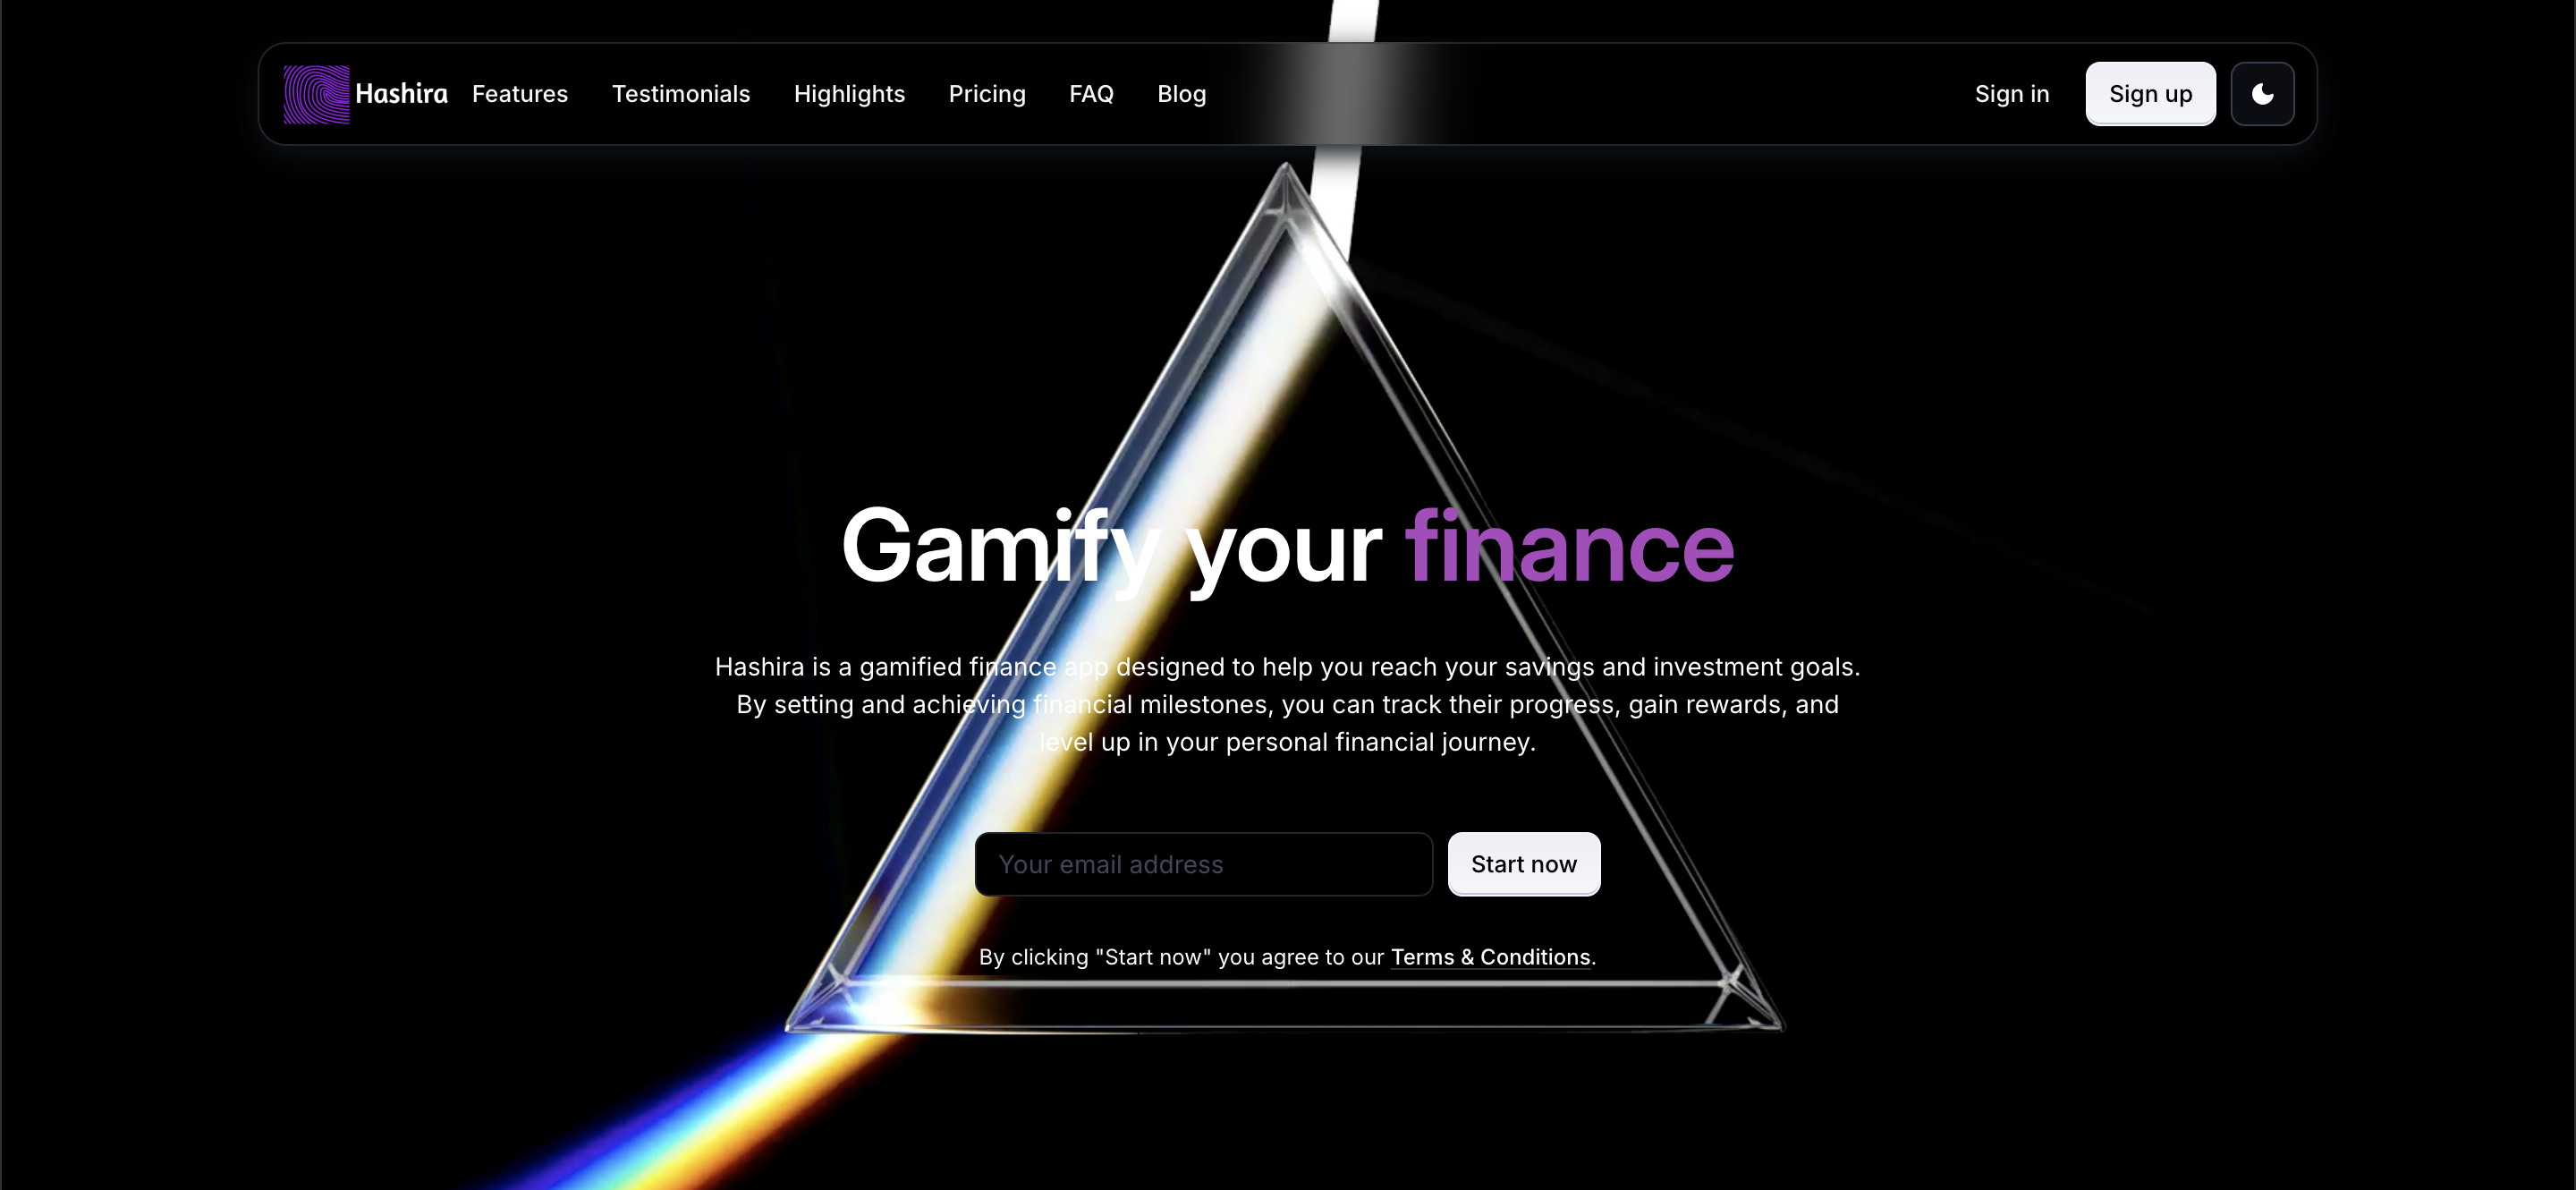 Hashira Features Testimonials Highlights Pricing FAQ Blog Sign in Sign up
Gamify your finance
Hashira is a gamified finance app designed to help you reach your savings and investment goals.
By setting and achieving financial milestones, you can track their progress, gain rewards, and
level up in your personal financial journey.
Your email address Start now
By clicking "Start now" you agree to our Terms & Conditions.